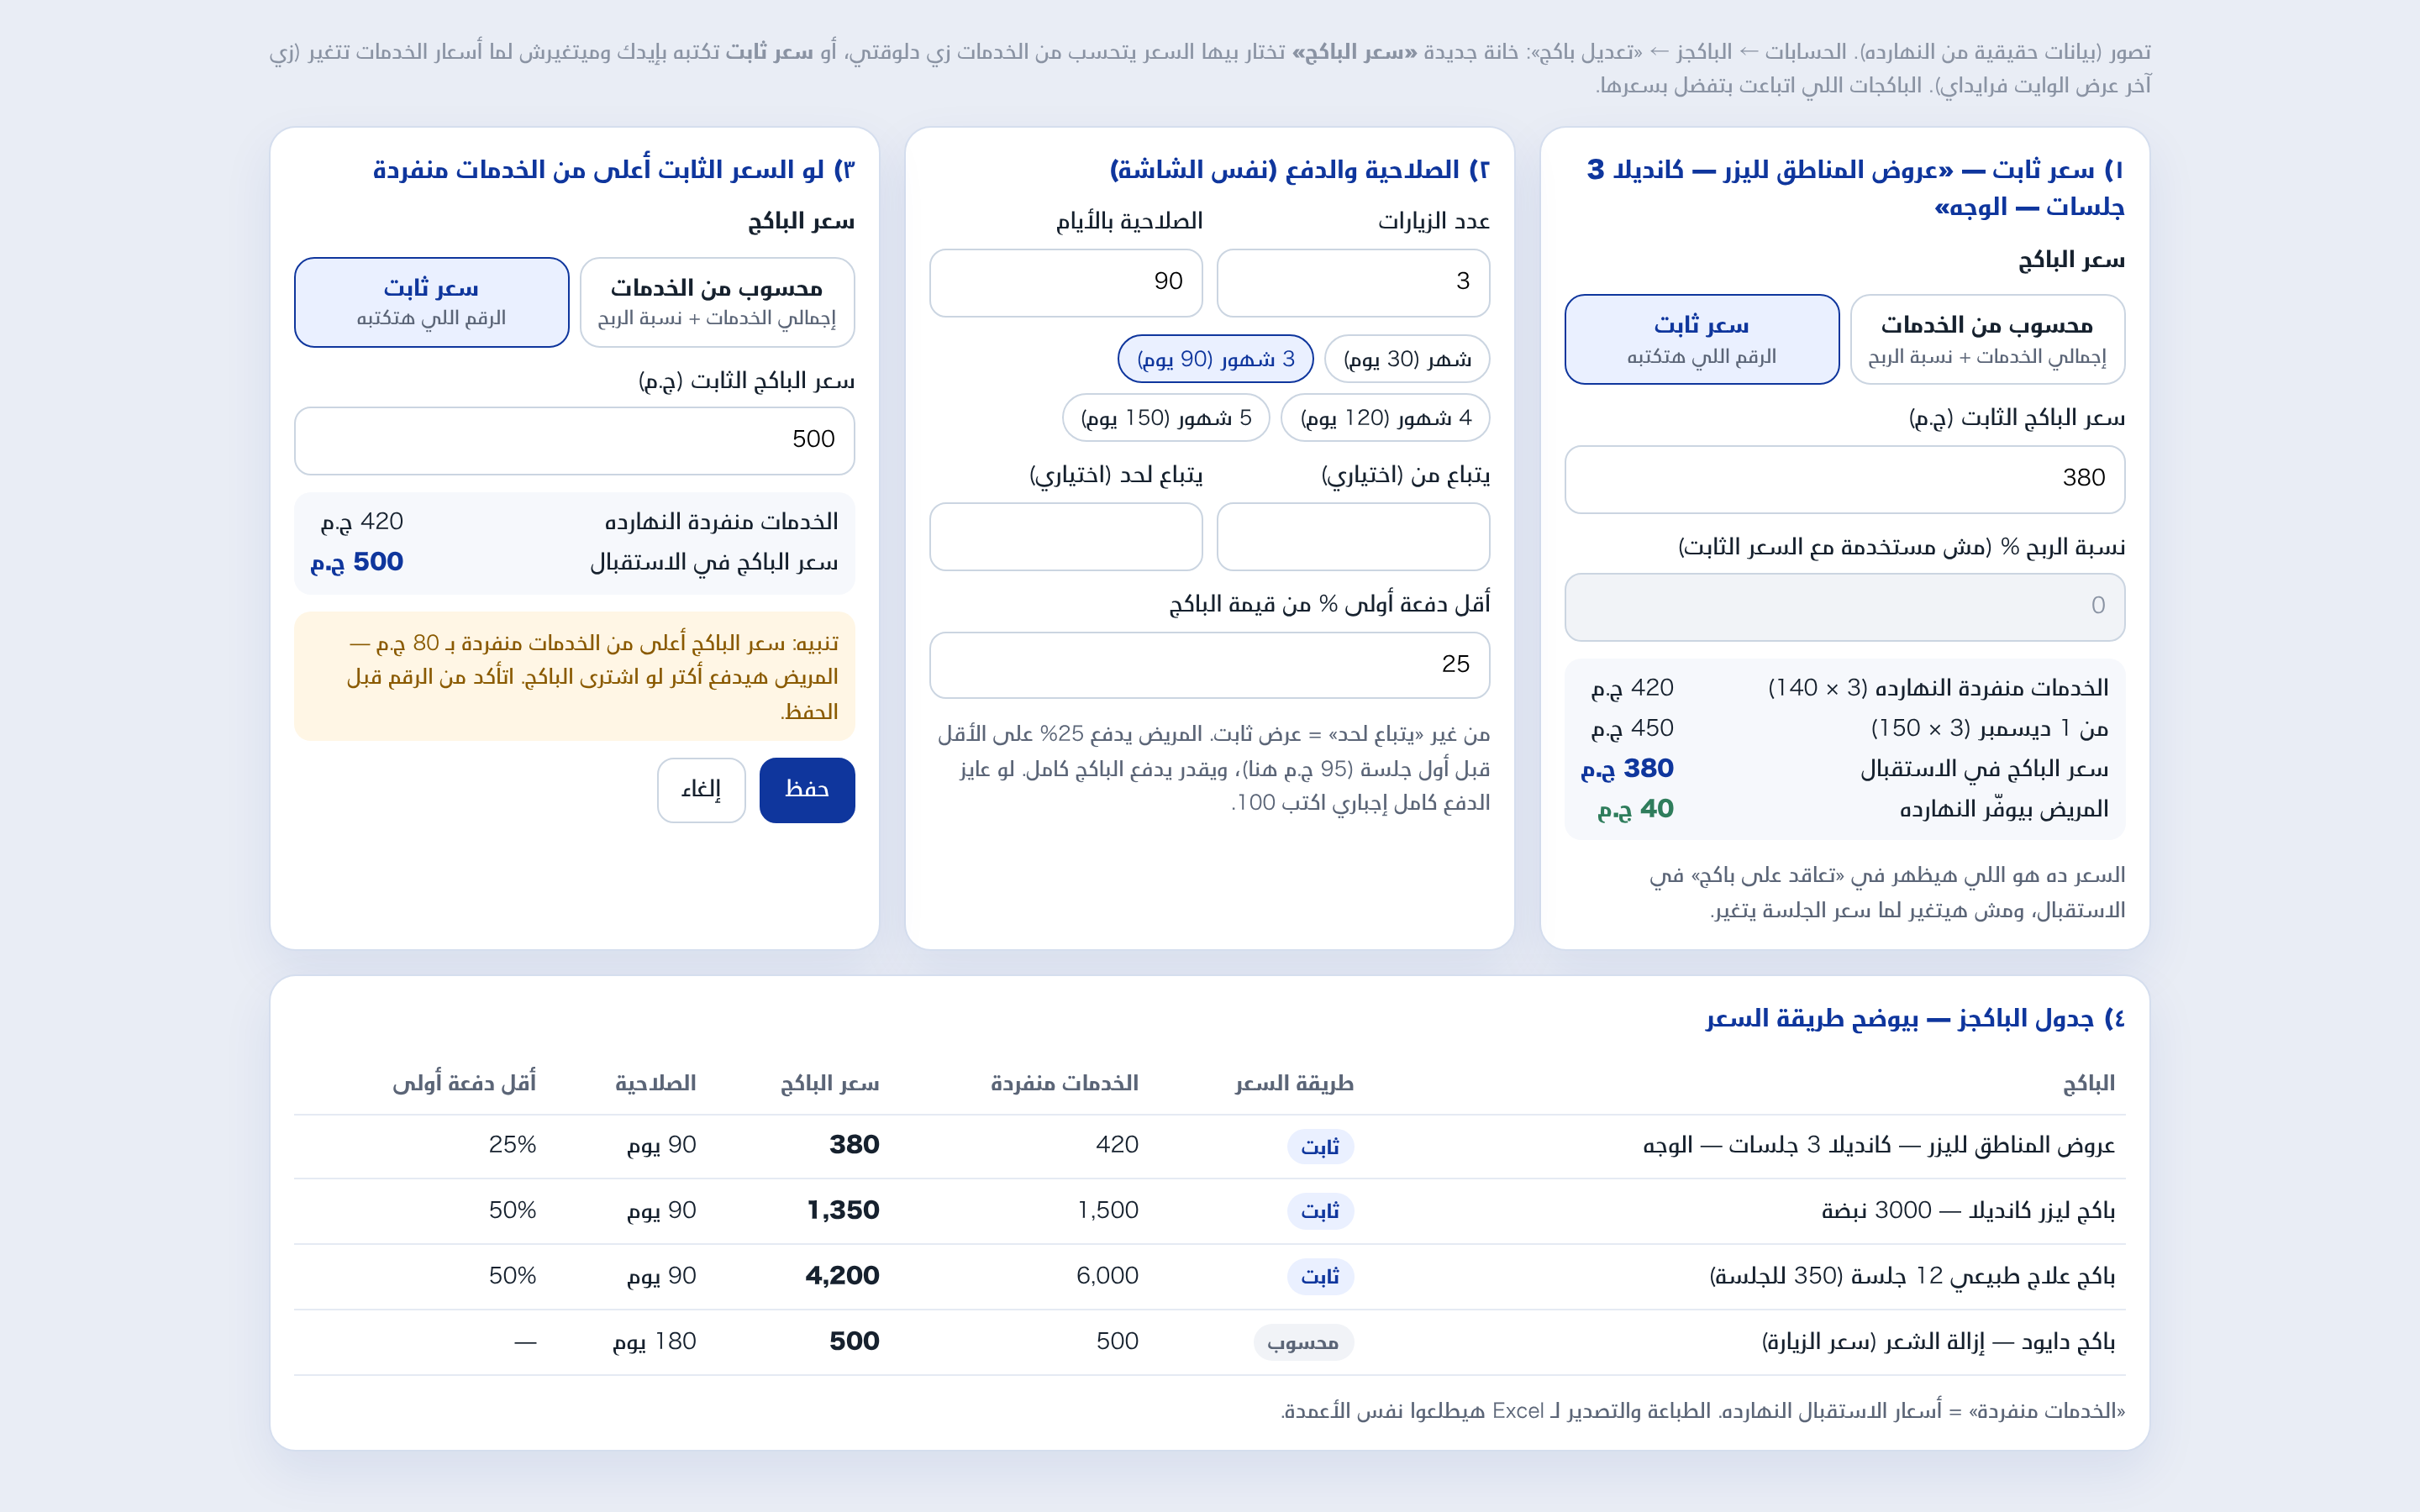 تصور (بيانات حقيقية من النهارده). الحسابات ← الباكجز ← «تعديل باكج»: خانة جديدة «سعر الباكج» تختار بيها السعر يتحسب من الخدمات زي دلوقتي، أو سعر ثابت تكتبه بإيدك وميتغيرش لما أسعار الخدمات تتغير (زي
آخر عرض الوايت فرايداي). الباكجات اللي اتباعت بتفضل بسعرها.
١) سعر ثابت — «عروض المناطق لليزر — كانديلا 3
جلسات — الوجه»
سعر الباكج
محسوب من الخدمات
إجمالي الخدمات + نسبة الربح
سعر ثابت
الرقم اللي هتكتبه
سعر الباكج الثابت (ج.م)
380
نسبة الربح % (مش مستخدمة مع السعر الثابت)
0
الخدمات منفردة النهارده (3 × 140) 420 ج.م
من 1 ديسمبر (3 × 150) 450 ج.م
سعر الباكج في الاستقبال 380 ج.م
المريض بيوفّر النهارده 40 ج.م
السعر ده هو اللي هيظهر في «تعاقد على باكج» في
الاستقبال، ومش هيتغير لما سعر الجلسة يتغير.
٢) الصلاحية والدفع (نفس الشاشة)
عدد الزيارات الصلاحية بالأيام
3 90
شهر (30 يوم) 3 شهور (90 يوم)
4 شهور (120 يوم) 5 شهور (150 يوم)
يتباع من (اختياري) يتباع لحد (اختياري)
أقل دفعة أولى % من قيمة الباكج
25
من غير «يتباع لحد» = عرض ثابت. المريض يدفع 25% على الأقل
قبل أول جلسة (95 ج.م هنا)، ويقدر يدفع الباكج كامل. لو عايز
الدفع كامل إجباري اكتب 100.
٣) لو السعر الثابت أعلى من الخدمات منفردة
سعر الباكج
محسوب من الخدمات
إجمالي الخدمات + نسبة الربح
سعر ثابت
الرقم اللي هتكتبه
سعر الباكج الثابت (ج.م)
500
الخدمات منفردة النهارده 420 ج.م
سعر الباكج في الاستقبال 500 ج.م
تنبيه: سعر الباكج أعلى من الخدمات منفردة بـ 80 ج.م —
المريض هيدفع أكتر لو اشترى الباكج. اتأكد من الرقم قبل
الحفظ.
حفظ إلغاء
٤) جدول الباكجز — بيوضح طريقة السعر
الباكج طريقة السعر الخدمات منفردة سعر الباكج الصلاحية أقل دفعة أولى
عروض المناطق لليزر — كانديلا 3 جلسات — الوجه ثابت 420 380 90 يوم 25%
باكج ليزر كانديلا — 3000 نبضة ثابت 1,500 1,350 90 يوم 50%
باكج علاج طبيعي 12 جلسة (350 للجلسة) ثابت 6,000 4,200 90 يوم 50%
باكج دايود — إزالة الشعر (سعر الزيارة) محسوب 500 500 180 يوم —
«الخدمات منفردة» = أسعار الاستقبال النهارده. الطباعة والتصدير لـ Excel هيطلعوا نفس الأعمدة.